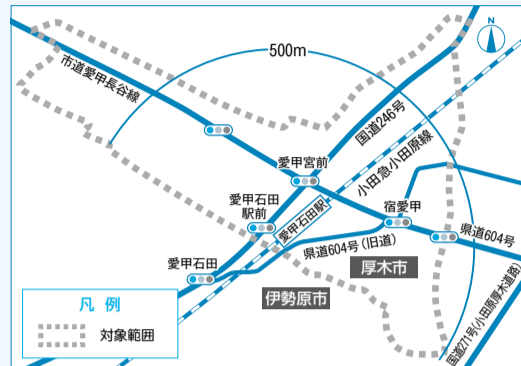 N
500m
市道愛甲長谷線
国道246号
小田急小田原線
愛甲宮前
愛甲石田
駅前
愛甲石田駅
宿愛甲
県道604号
愛甲石田
県道604号(旧道)
厚木市
伊勢原市
国道271号(小田原厚木道路)
凡例
対象範囲